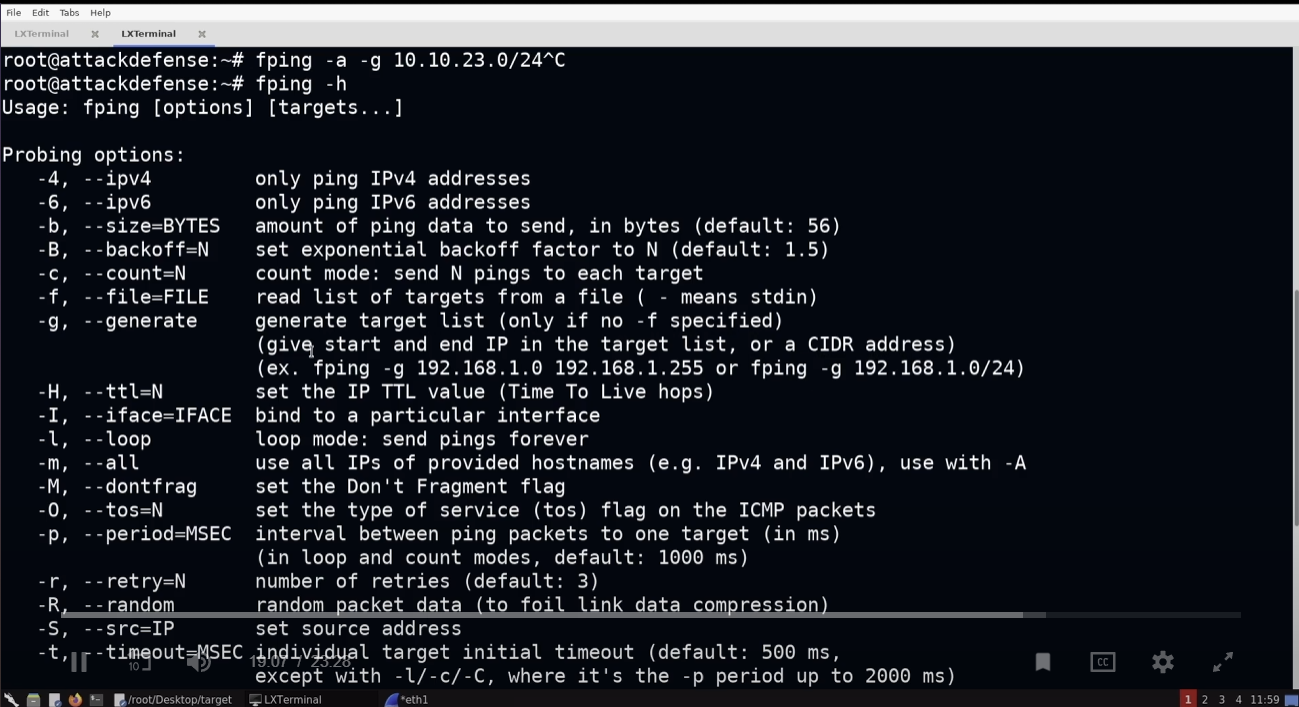 File Edit Tabs Help
LXTerminal LXTerminal
root@attackdefense:~# fping -a -g 10.10.23.0/24^C
root@attackdefense:~# fping -h
Usage: fping [options] [targets...]
Probing options:
-4, --ipv4 only ping IPv4 addresses
-6, --ipv6 only ping IPv6 addresses
-b, --size=BYTES amount of ping data to send, in bytes (default: 56)
-B, --backoff=N set exponential backoff factor to N (default: 1.5)
-c, --count=N count mode: send N pings to each target
-f, --file=FILE read list of targets from a file ( - means stdin)
-g, --generate generate target list (only if no -f specified)
(give start and end IP in the target list, or a CIDR address)
(ex. fping -g 192.168.1.0 192.168.1.255 or fping -g 192.168.1.0/24)
-H, --ttl=N set the IP TTL value (Time To Live hops)
-I, --iface=IFACE bind to a particular interface
-l, --loop loop mode: send pings forever
-m, --all use all IPs of provided hostnames (e.g. IPv4 and IPv6), use with -A
-M, --dontfrag set the Don't Fragment flag
-O, --tos=N set the type of service (tos) flag on the ICMP packets
-p, --period=MSEC interval between ping packets to one target (in ms)
(in loop and count modes, default: 1000 ms)
-r, --retry=N number of retries (default: 3)
-R, --random random packet data (to foil link data compression)
-S, --src=IP set source address
-t, --timeout=MSEC individual target initial timeout (default: 500 ms,
10 19:07 / 23:28 CC
except with -l/-c/-C, where it's the -p period up to 2000 ms)
/root/Desktop/target LXTerminal *eth1 1 2 3 4 11:59